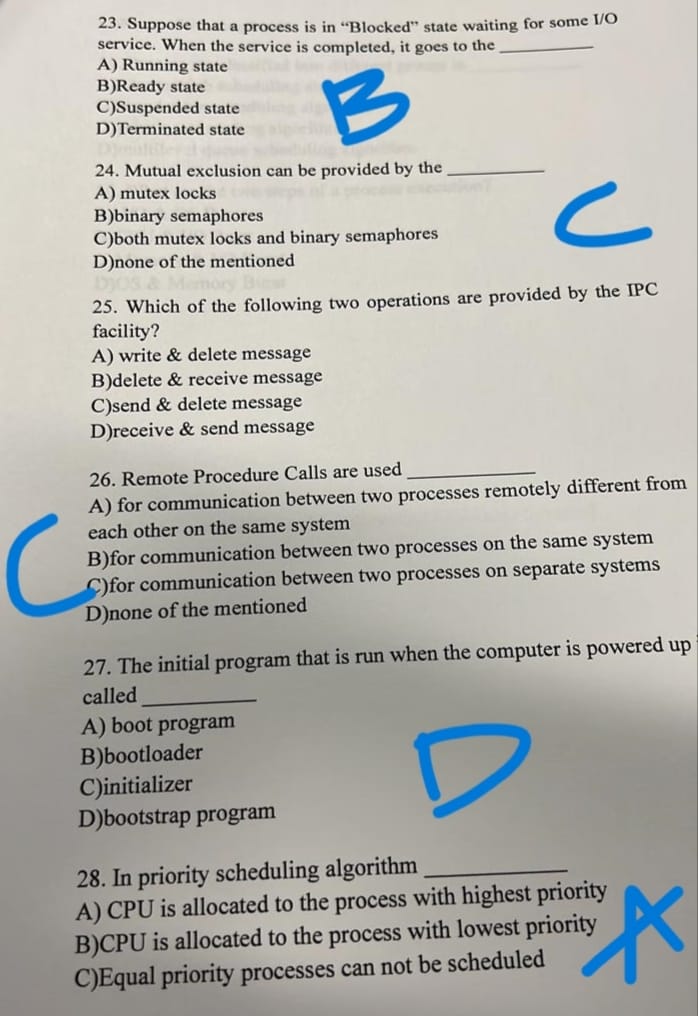 23. Suppose that a process is in “Blocked” state waiting for some I/O
service. When the service is completed, it goes to the __________
A) Running state
B)Ready state
C)Suspended state
D)Terminated state
B
24. Mutual exclusion can be provided by the __________
A) mutex locks
B)binary semaphores
C)both mutex locks and binary semaphores
D)none of the mentioned
C
25. Which of the following two operations are provided by the IPC
facility?
A) write & delete message
B)delete & receive message
C)send & delete message
D)receive & send message
26. Remote Procedure Calls are used __________
A) for communication between two processes remotely different from
each other on the same system
B)for communication between two processes on the same system
C)for communication between two processes on separate systems
D)none of the mentioned
C
27. The initial program that is run when the computer is powered up
called __________
A) boot program
B)bootloader
C)initializer
D)bootstrap program
D
28. In priority scheduling algorithm __________
A) CPU is allocated to the process with highest priority
B)CPU is allocated to the process with lowest priority
C)Equal priority processes can not be scheduled
A